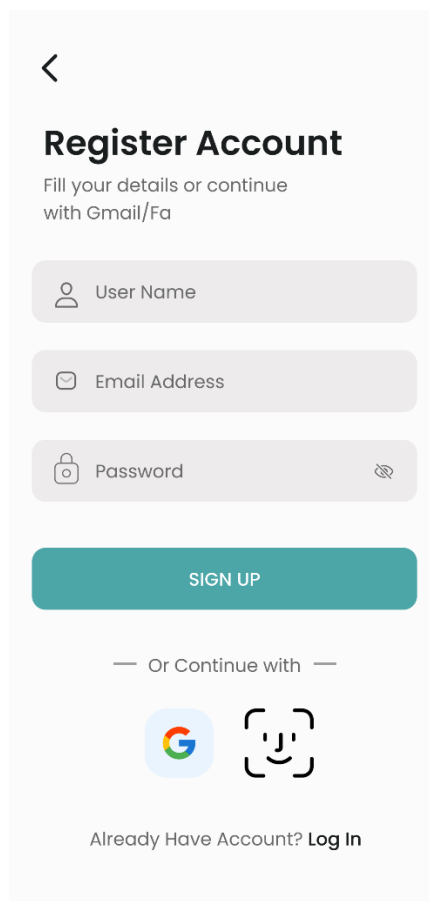 Register Account
Fill your details or continue
with Gmail/Fa
User Name
Email Address
Password
SIGN UP
Or Continue with
Already Have Account? Log In